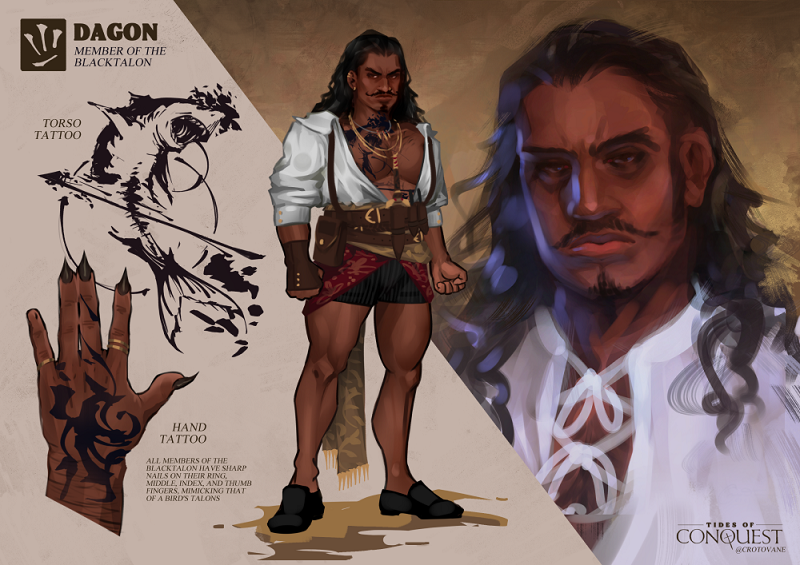 DAGON
MEMBER OF THE
BLACKTALON
TORSO
TATTOO
HAND
TATTOO
ALL MEMBERS OF THE
BLACKTALON HAVE SHARP
NAILS ON THEIR RING,
MIDDLE, INDEX, AND THUMB
FINGERS, MIMICKING THAT
OF A BIRD'S TALONS
TIDES OF
CONQUEST
@CROTOVANE